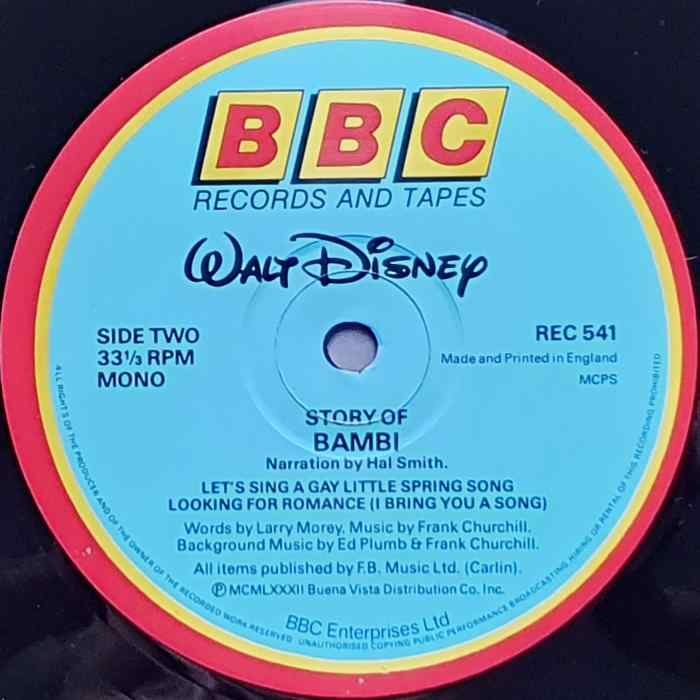 BBC
RECORDS AND TAPES
WALT DISNEY
SIDE TWO
33⅓ RPM
MONO
REC 541
Made and Printed in England
MCPS
STORY OF
BAMBI
Narration by Hal Smith.
LET'S SING A GAY LITTLE SPRING SONG
LOOKING FOR ROMANCE (I BRING YOU A SONG)
Words by Larry Morey. Music by Frank Churchill.
Background Music by Ed Plumb & Frank Churchill.
All items published by F.B. Music Ltd. (Carlin).
℗ MCMLXXXII Buena Vista Distribution Co. Inc.
BBC Enterprises Ltd
ALL RIGHTS OF THE PRODUCER AND OF THE OWNER OF THE RECORDED WORK RESERVED UNAUTHORISED COPYING PUBLIC PERFORMANCE BROADCASTING, HIRING OR RENTAL OF THIS RECORDING PROHIBITED